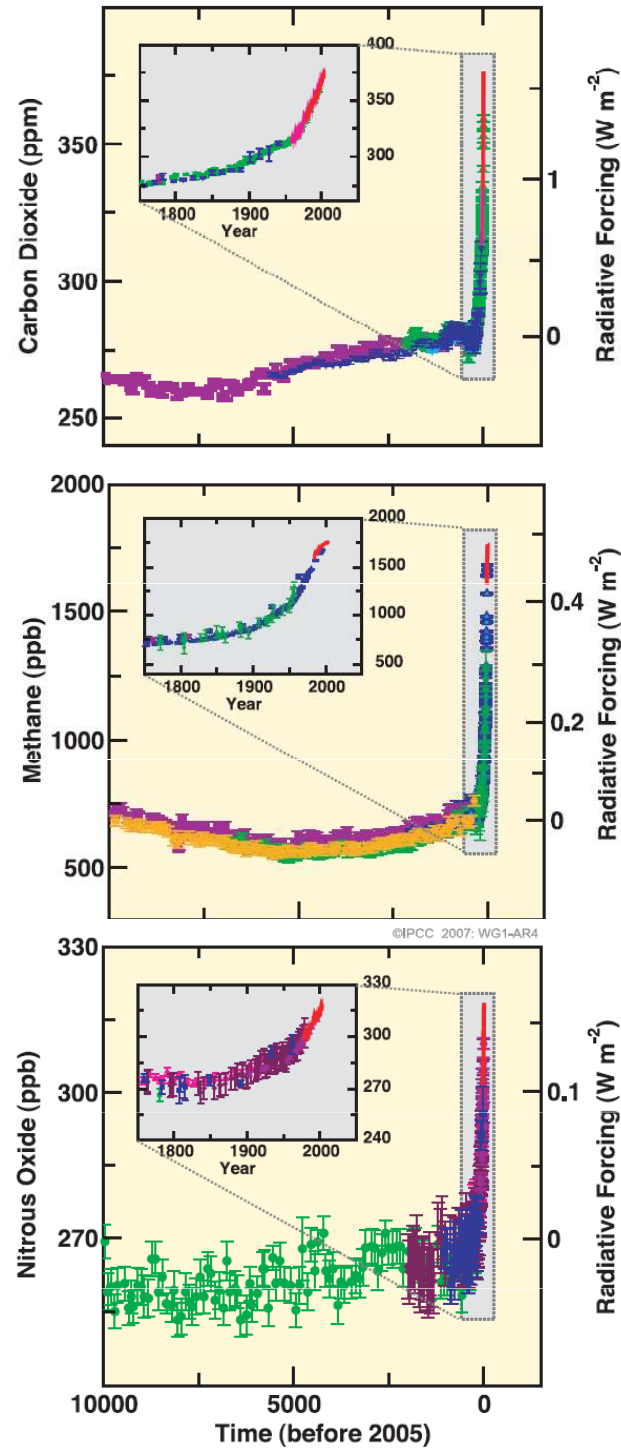 400
350
300
1800 1900 2000
Year
350
300
250
Carbon Dioxide (ppm)
1
0
Radiative Forcing (W m-2)
2000
1500
1000
500
1800 1900 2000
Year
2000
1500
1000
500
Methane (ppb)
0.4
0.2
0
Radiative Forcing (W m-2)
©IPCC 2007: WG1-AR4
330
300
270
240
1800 1900 2000
Year
330
300
270
Nitrous Oxide (ppb)
0.1
0
Radiative Forcing (W m-2)
10000 5000 0
Time (before 2005)